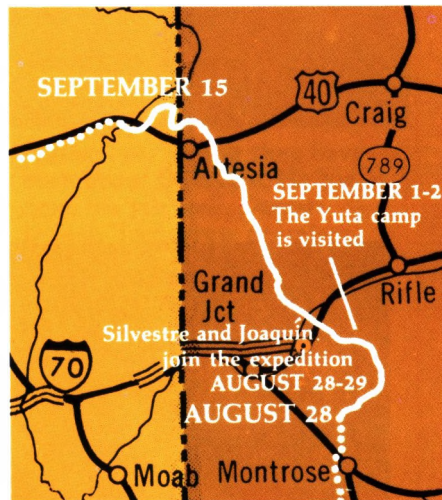 SEPTEMBER 15
40
Craig
Artesia
789
SEPTEMBER 1-2
The Yuta camp
is visited
Grand
Jct
Rifle
Silvestre and Joaquin
join the expedition
AUGUST 28-29
70
AUGUST 28
Moab
Montrose